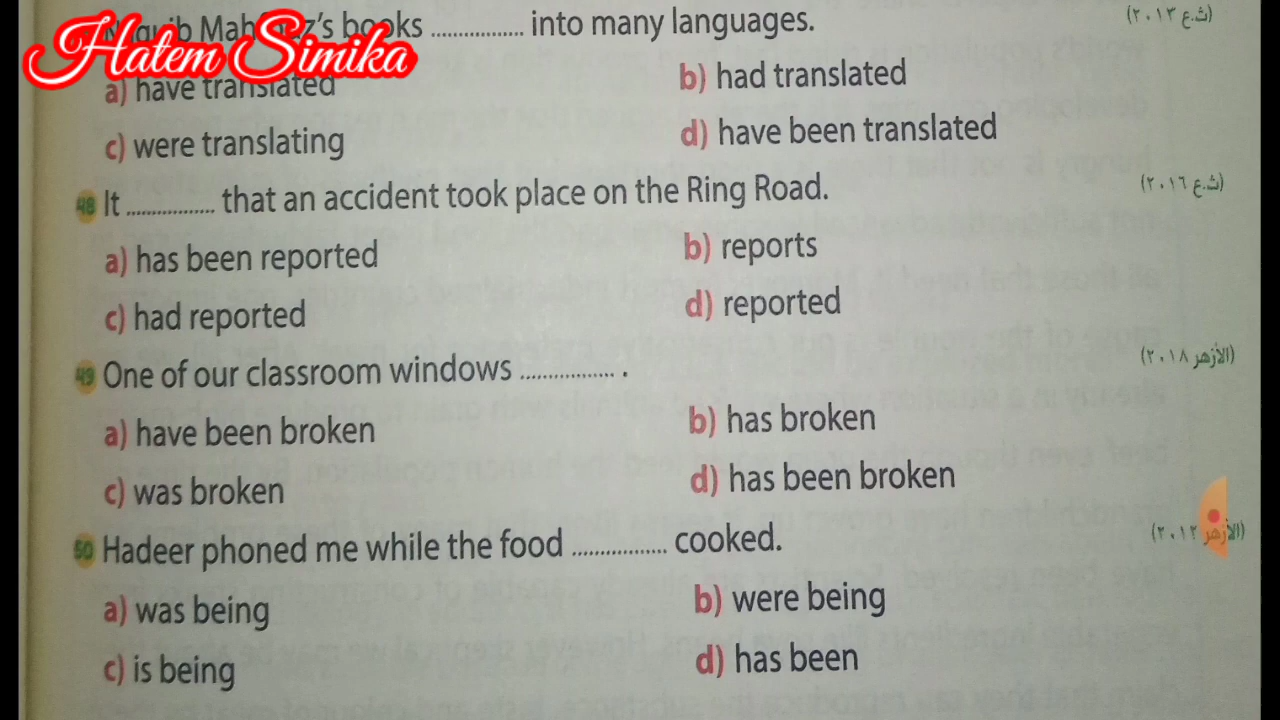 Hatem Simika
books ................. into many languages. (ث.ع ٢٠١٣)
a) have translated b) had translated
c) were translating d) have been translated
48 It ................. that an accident took place on the Ring Road. (ث.ع ٢٠١٦)
a) has been reported b) reports
c) had reported d) reported
49 One of our classroom windows ................. . (الأزهر ٢٠١٨)
a) have been broken b) has broken
c) was broken d) has been broken
50 Hadeer phoned me while the food ................. cooked. (الأزهر ٢٠١٢)
a) was being b) were being
c) is being d) has been